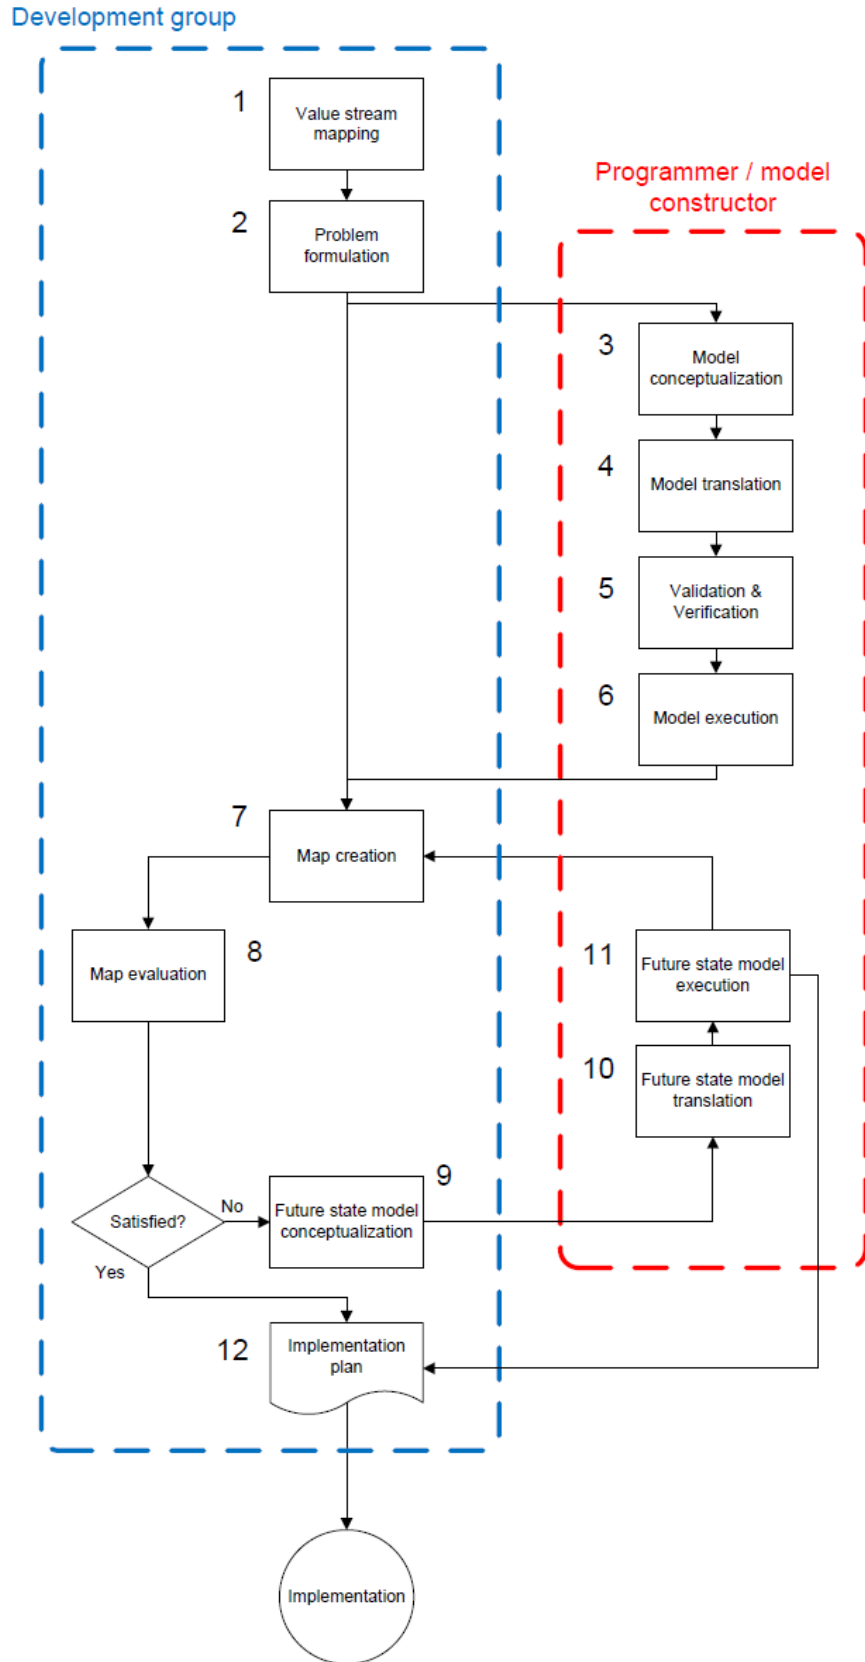 Development group
1
Value stream
mapping
Programmer / model
constructor
2
Problem
formulation
3
Model
conceptualization
4
Model translation
5
Validation &
Verification
6
Model execution
7
Map creation
8
Map evaluation
11
Future state model
execution
10
Future state model
translation
9
Satisfied?
No
Future state model
conceptualization
Yes
12
Implementation
plan
Implementation